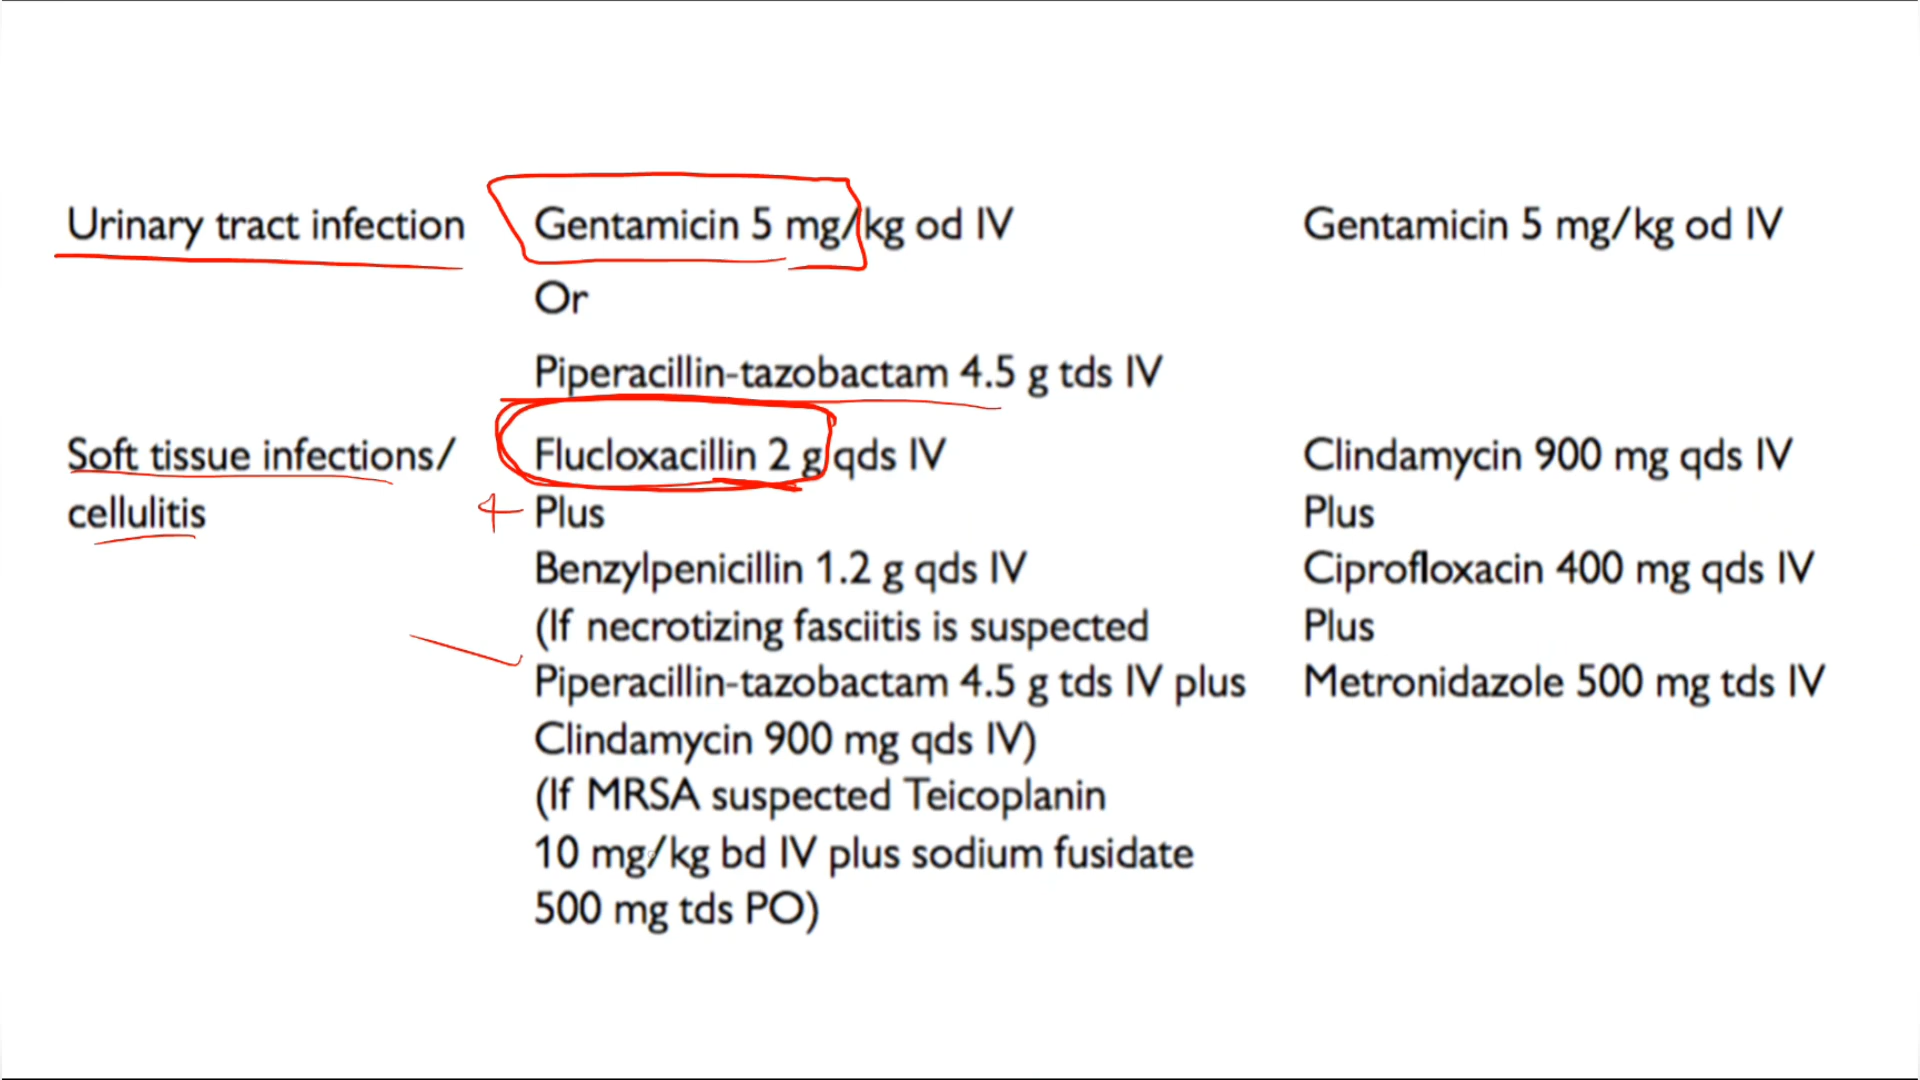 Urinary tract infection Gentamicin 5 mg/kg od IV Gentamicin 5 mg/kg od IV
Or
Piperacillin-tazobactam 4.5 g tds IV
Soft tissue infections/ Flucloxacillin 2 g qds IV Clindamycin 900 mg qds IV
cellulitis + Plus Plus
Benzylpenicillin 1.2 g qds IV Ciprofloxacin 400 mg qds IV
(If necrotizing fasciitis is suspected Plus
Piperacillin-tazobactam 4.5 g tds IV plus Metronidazole 500 mg tds IV
Clindamycin 900 mg qds IV)
(If MRSA suspected Teicoplanin
10 mg/kg bd IV plus sodium fusidate
500 mg tds PO)